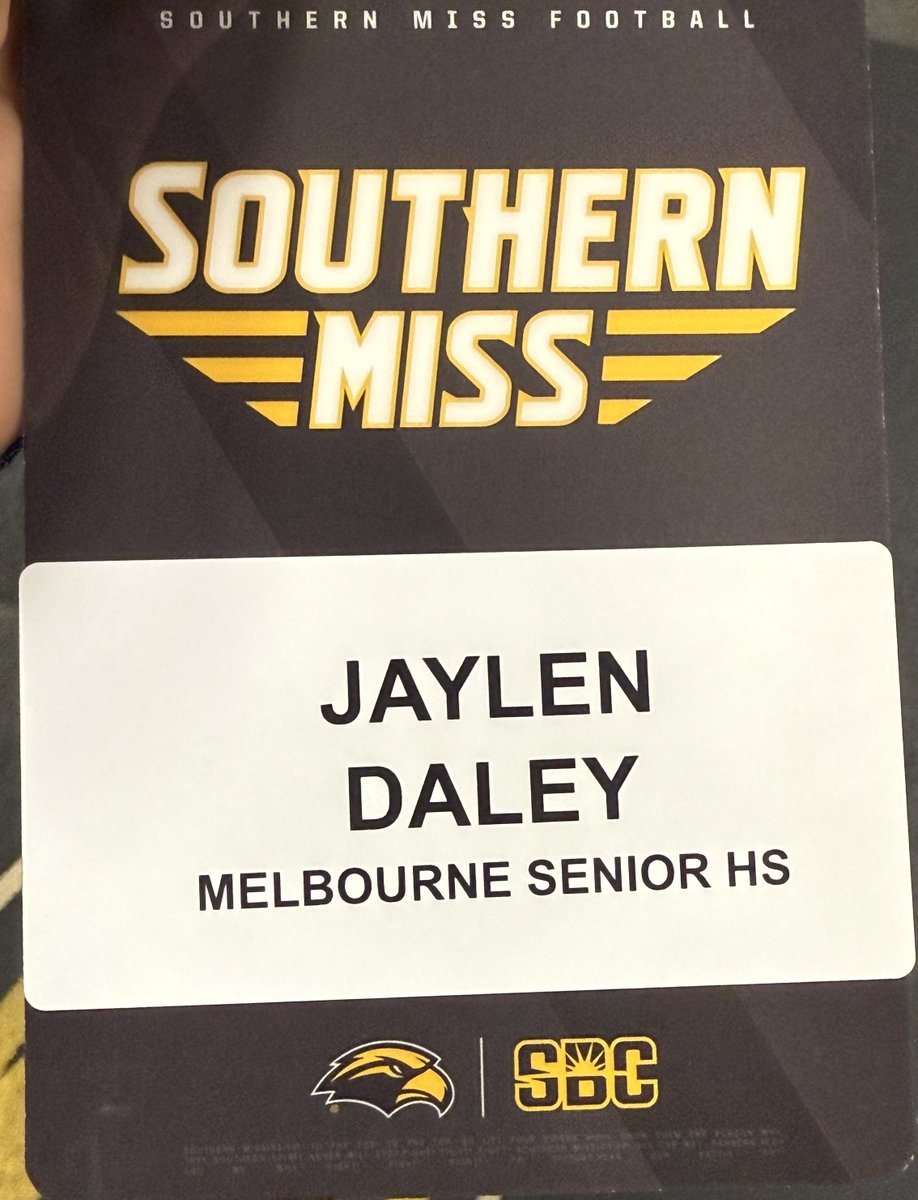 SOUTHERN MISS FOOTBALL
SOUTHERN
MISS
JAYLEN
DALEY
MELBOURNE SENIOR HS
SBC